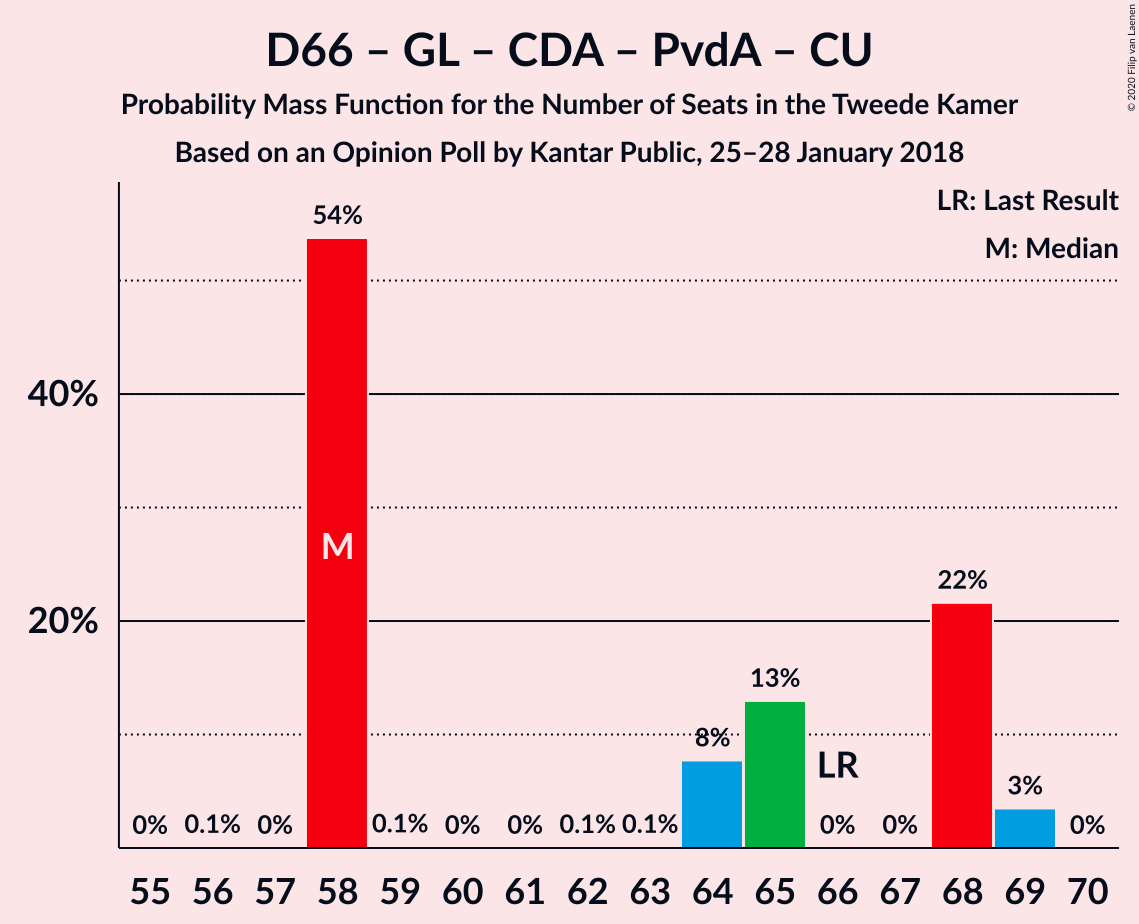 D66 – GL – CDA – PvdA – CU
Probability Mass Function for the Number of Seats in the Tweede Kamer
Based on an Opinion Poll by Kantar Public, 25–28 January 2018
© 2020 Filip van Laenen
LR: Last Result
M: Median
54%
40%
M
22%
20%
13%
8%
LR
3%
0% 0.1% 0% 0.1% 0% 0% 0.1% 0.1% 0% 0% 0%
55 56 57 58 59 60 61 62 63 64 65 66 67 68 69 70